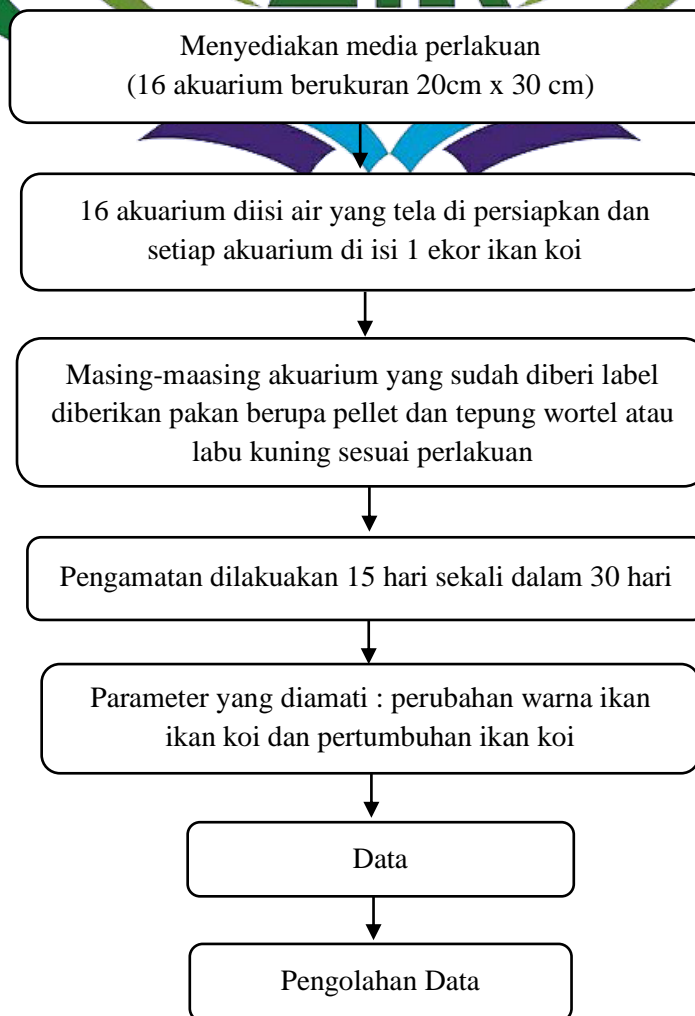 Menyediakan media perlakuan
(16 akuarium berukuran 20cm x 30 cm)
16 akuarium diisi air yang tela di persiapkan dan
setiap akuarium di isi 1 ekor ikan koi
Masing-maasing akuarium yang sudah diberi label
diberikan pakan berupa pellet dan tepung wortel atau
labu kuning sesuai perlakuan
Pengamatan dilakuakan 15 hari sekali dalam 30 hari
Parameter yang diamati : perubahan warna ikan
ikan koi dan pertumbuhan ikan koi
Data
Pengolahan Data